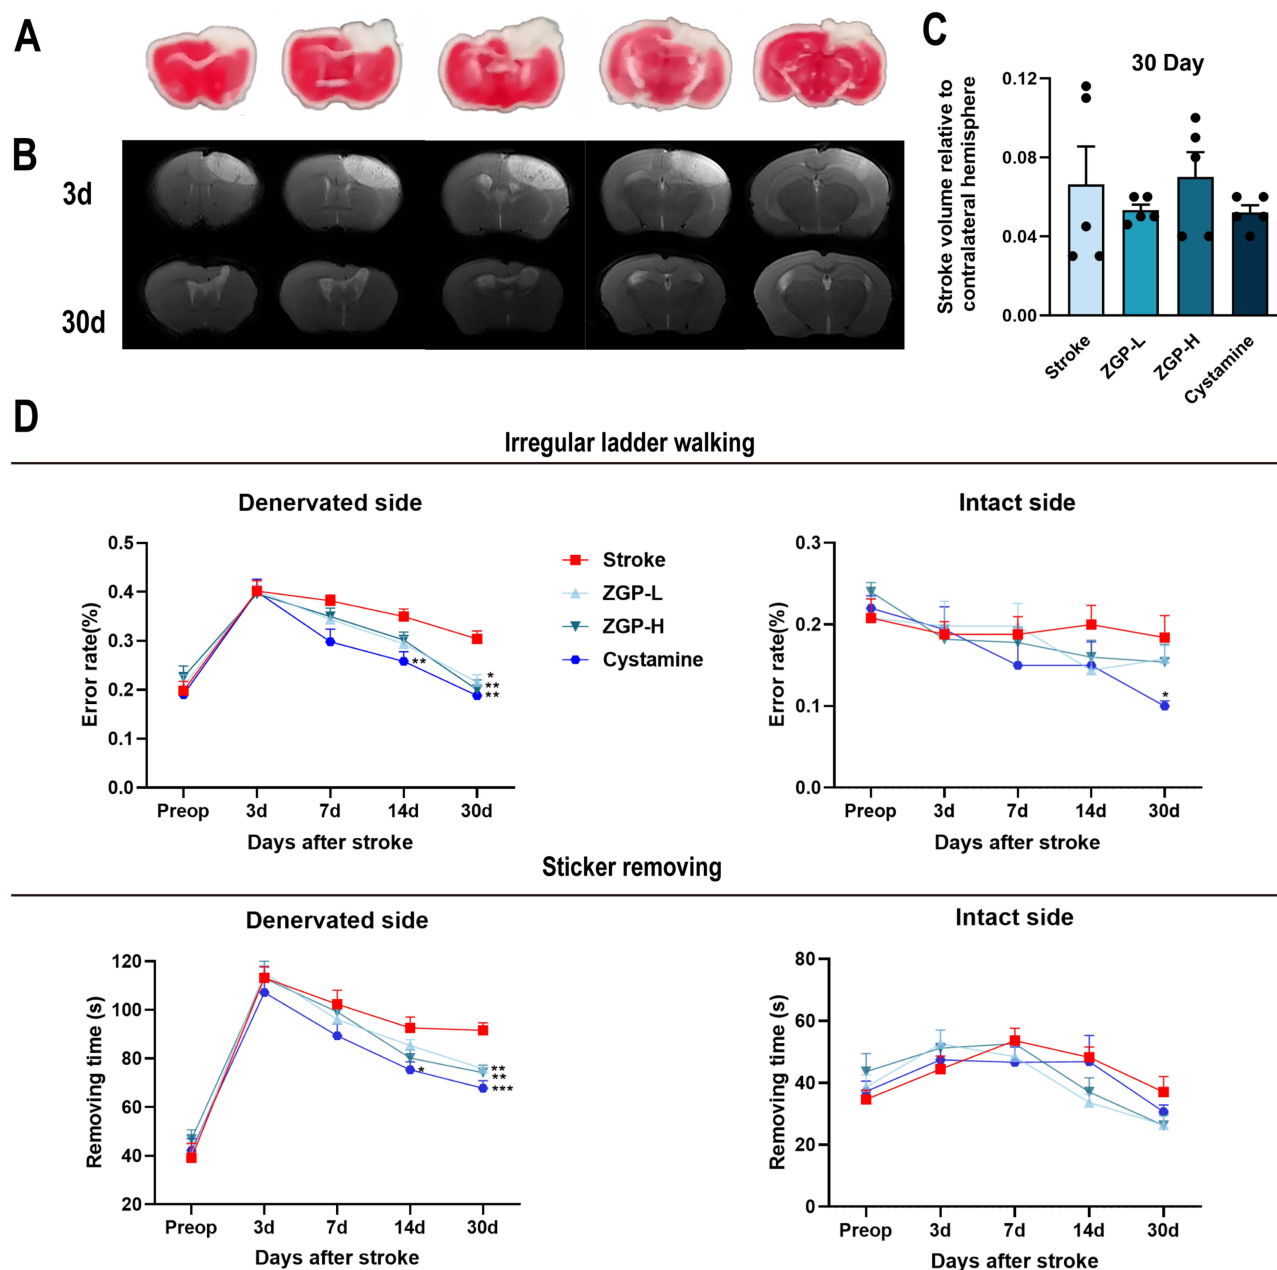 A
B
3d
30d
C
30 Day
Stroke volume relative to
contralateral hemisphere
0.12
0.08
0.04
0.00
Stroke
ZGP-L
ZGP-H
Cystamine
D
Irregular ladder walking
Denervated side
Error rate(%)
0.5
0.4
0.3
0.2
0.1
0.0
**
*
**
**
Preop 3d 7d 14d 30d
Days after stroke
Stroke
ZGP-L
ZGP-H
Cystamine
Intact side
Error rate(%)
0.3
0.2
0.1
0.0
*
Preop 3d 7d 14d 30d
Days after stroke
Sticker removing
Denervated side
Removing time (s)
120
100
80
60
40
20
*
**
**
***
Preop 3d 7d 14d 30d
Days after stroke
Intact side
Removing time (s)
80
60
40
20
0
Preop 3d 7d 14d 30d
Days after stroke